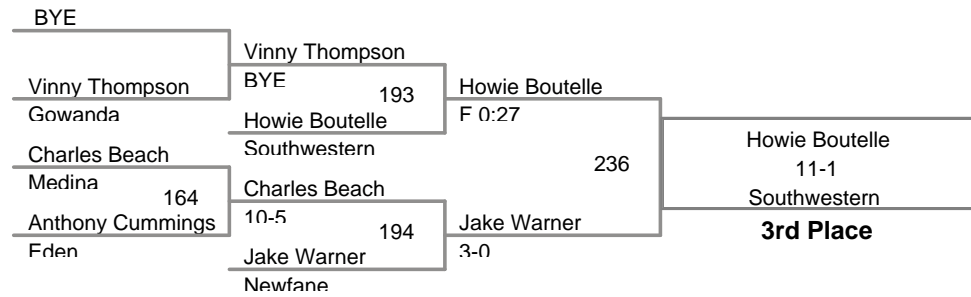 BYE
Vinny Thompson
Gowanda
Charles Beach
Medina
164
Anthony Cummings
Eden
Vinny Thompson
BYE
193
Howie Boutelle
Southwestern
Charles Beach
10-5
194
Jake Warner
Newfane
Howie Boutelle
F 0:27
236
Jake Warner
3-0
Howie Boutelle
11-1
Southwestern
3rd Place